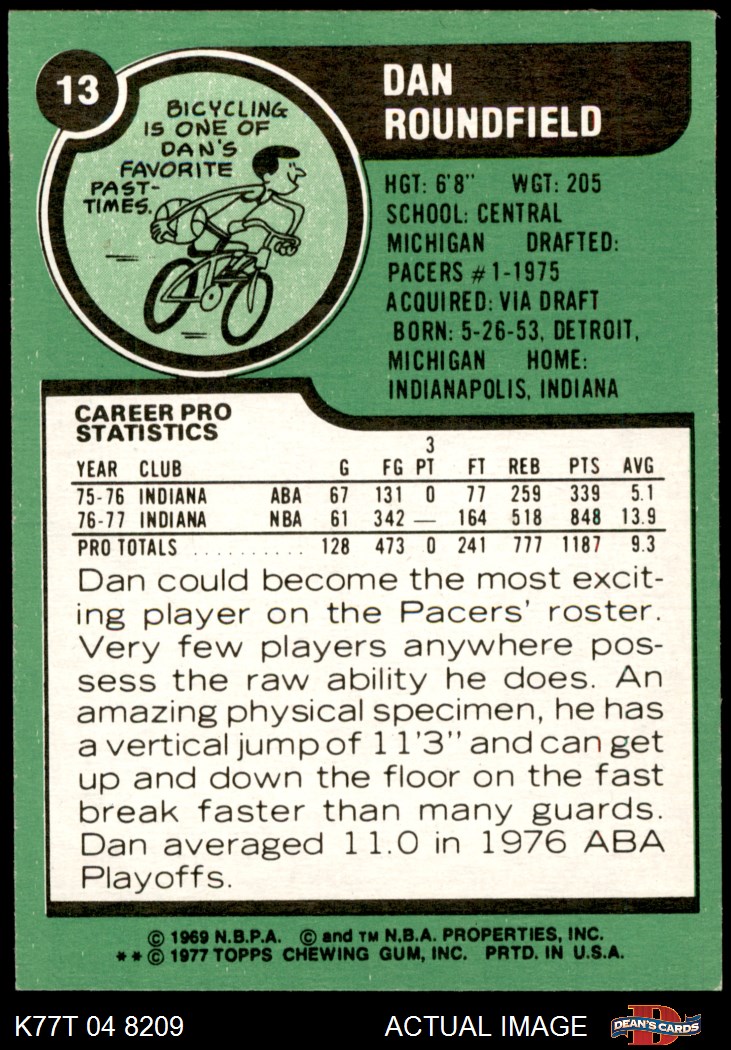 13
BICYCLING
IS ONE OF
DAN'S
FAVORITE
PAST-
TIMES.
DAN
ROUNDFIELD
HGT: 6'8" WGT: 205
SCHOOL: CENTRAL
MICHIGAN DRAFTED:
PACERS #1-1975
ACQUIRED: VIA DRAFT
BORN: 5-26-53, DETROIT,
MICHIGAN HOME:
INDIANAPOLIS, INDIANA
CAREER PRO
STATISTICS
YEAR CLUB G FG 3 PT FT REB PTS AVG
75-76 INDIANA ABA 67 131 0 77 259 339 5.1
76-77 INDIANA NBA 61 342 — 164 518 848 13.9
PRO TOTALS .......... 128 473 0 241 777 1187 9.3
Dan could become the most excit-
ing player on the Pacers' roster.
Very few players anywhere pos-
sess the raw ability he does. An
amazing physical specimen, he has
a vertical jump of 11'3" and can get
up and down the floor on the fast
break faster than many guards.
Dan averaged 11.0 in 1976 ABA
Playoffs.
© 1969 N.B.P.A. © and TM N.B.A. PROPERTIES, INC.
**© 1977 TOPPS CHEWING GUM, INC. PRTD. IN U.S.A.
K77T 04 8209 ACTUAL IMAGE
D
DEAN'S CARDS